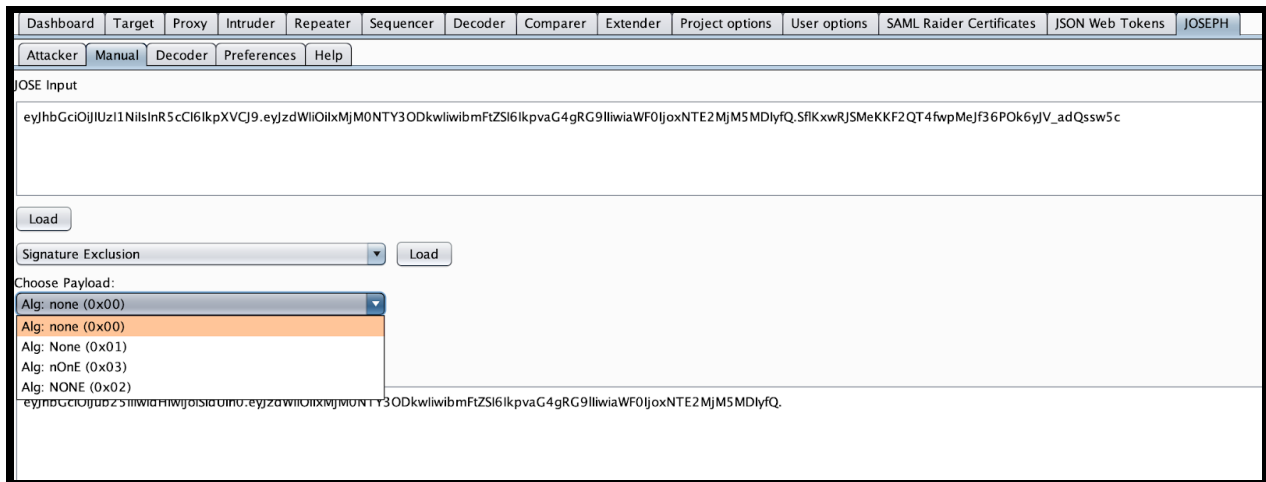 Dashboard Target Proxy Intruder Repeater Sequencer Decoder Comparer Extender Project options User options SAML Raider Certificates JSON Web Tokens JOSEPH
Attacker Manual Decoder Preferences Help
JOSE Input
eyJhbGciOiJIUzI1NiIsInR5cCI6IkpXVCJ9.eyJzdWIiOiIxMjM0NTY3ODkwIiwibmFtZSI6IkpvaG4gRG9lIiwiaWF0IjoxNTE2MjM5MDIyfQ.SflKxwRJSMeKKF2QT4fwpMeJf36POk6yJV_adQssw5c
Load
Signature Exclusion Load
Choose Payload:
Alg: none (0x00)
Alg: none (0x00)
Alg: None (0x01)
Alg: nOnE (0x03)
Alg: NONE (0x02)
eyJhbGciOiJub25lIiwidHlwIjoiSldUIn0.eyJzdWIiOiIxMjM0NTY3ODkwIiwibmFtZSI6IkpvaG4gRG9lIiwiaWF0IjoxNTE2MjM5MDIyfQ.